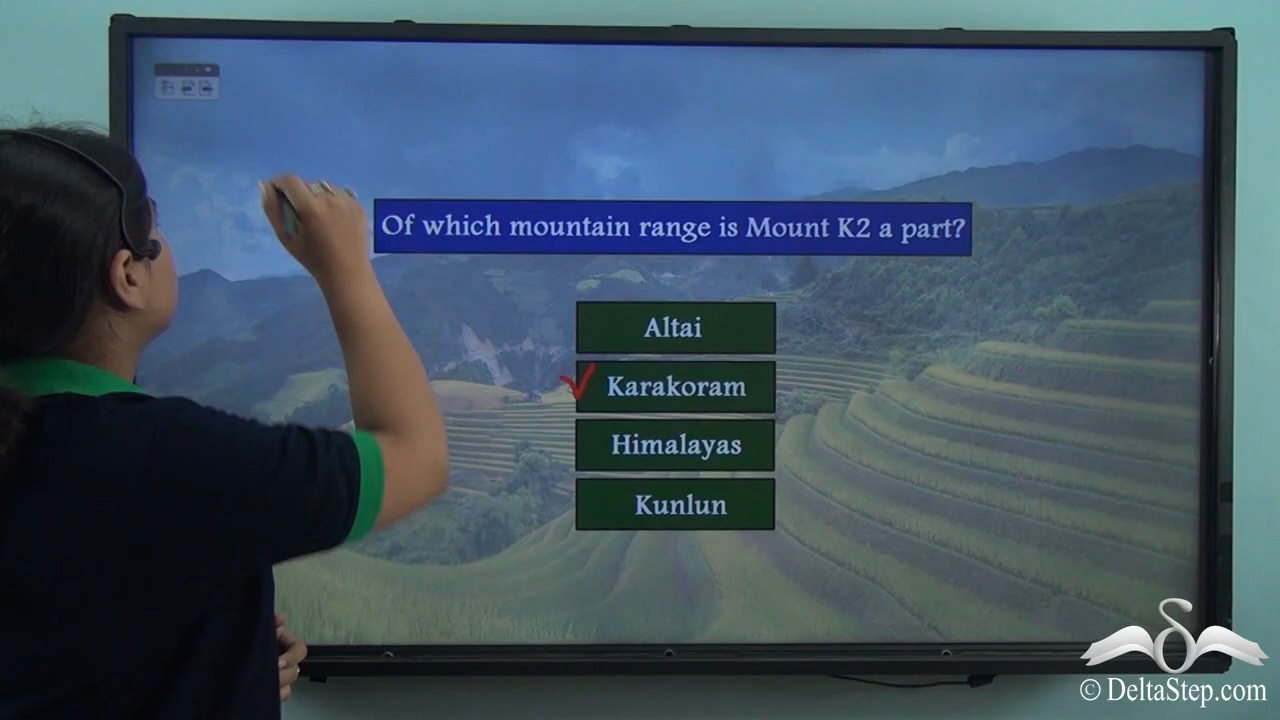 Of which mountain range is Mount K2 a part?
Altai
Karakoram
Himalayas
Kunlun
© DeltaStep.com